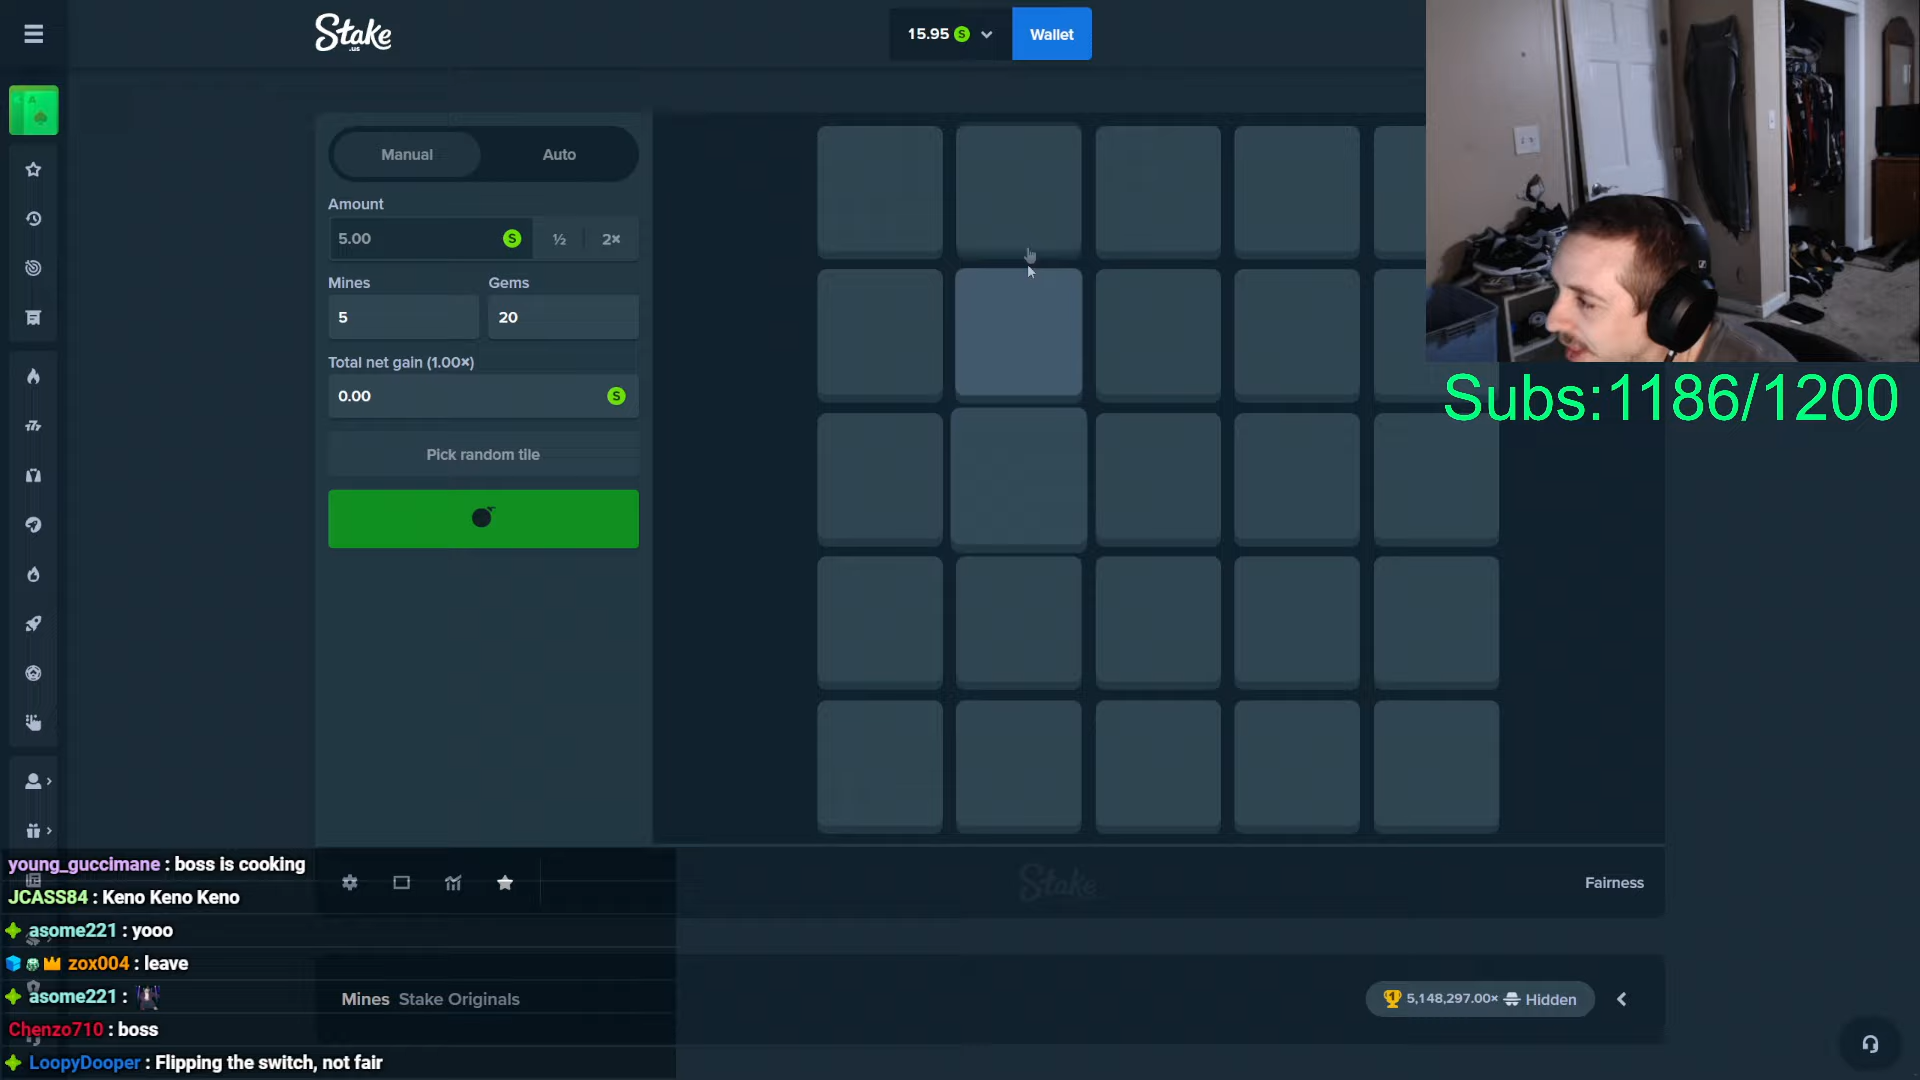 Stake
.us
15.95
Wallet
Manual
Auto
Amount
5.00
½
2×
Mines
Gems
5
20
Total net gain (1.00×)
0.00
Pick random tile
Subs:1186/1200
Stake
Fairness
Mines Stake Originals
5,148,297.00× Hidden
young_guccimane : boss is cooking
JCASS84 : Keno Keno Keno
asome221 : yooo
zox004 : leave
asome221 :
Chenzo710 : boss
LoopyDooper : Flipping the switch, not fair